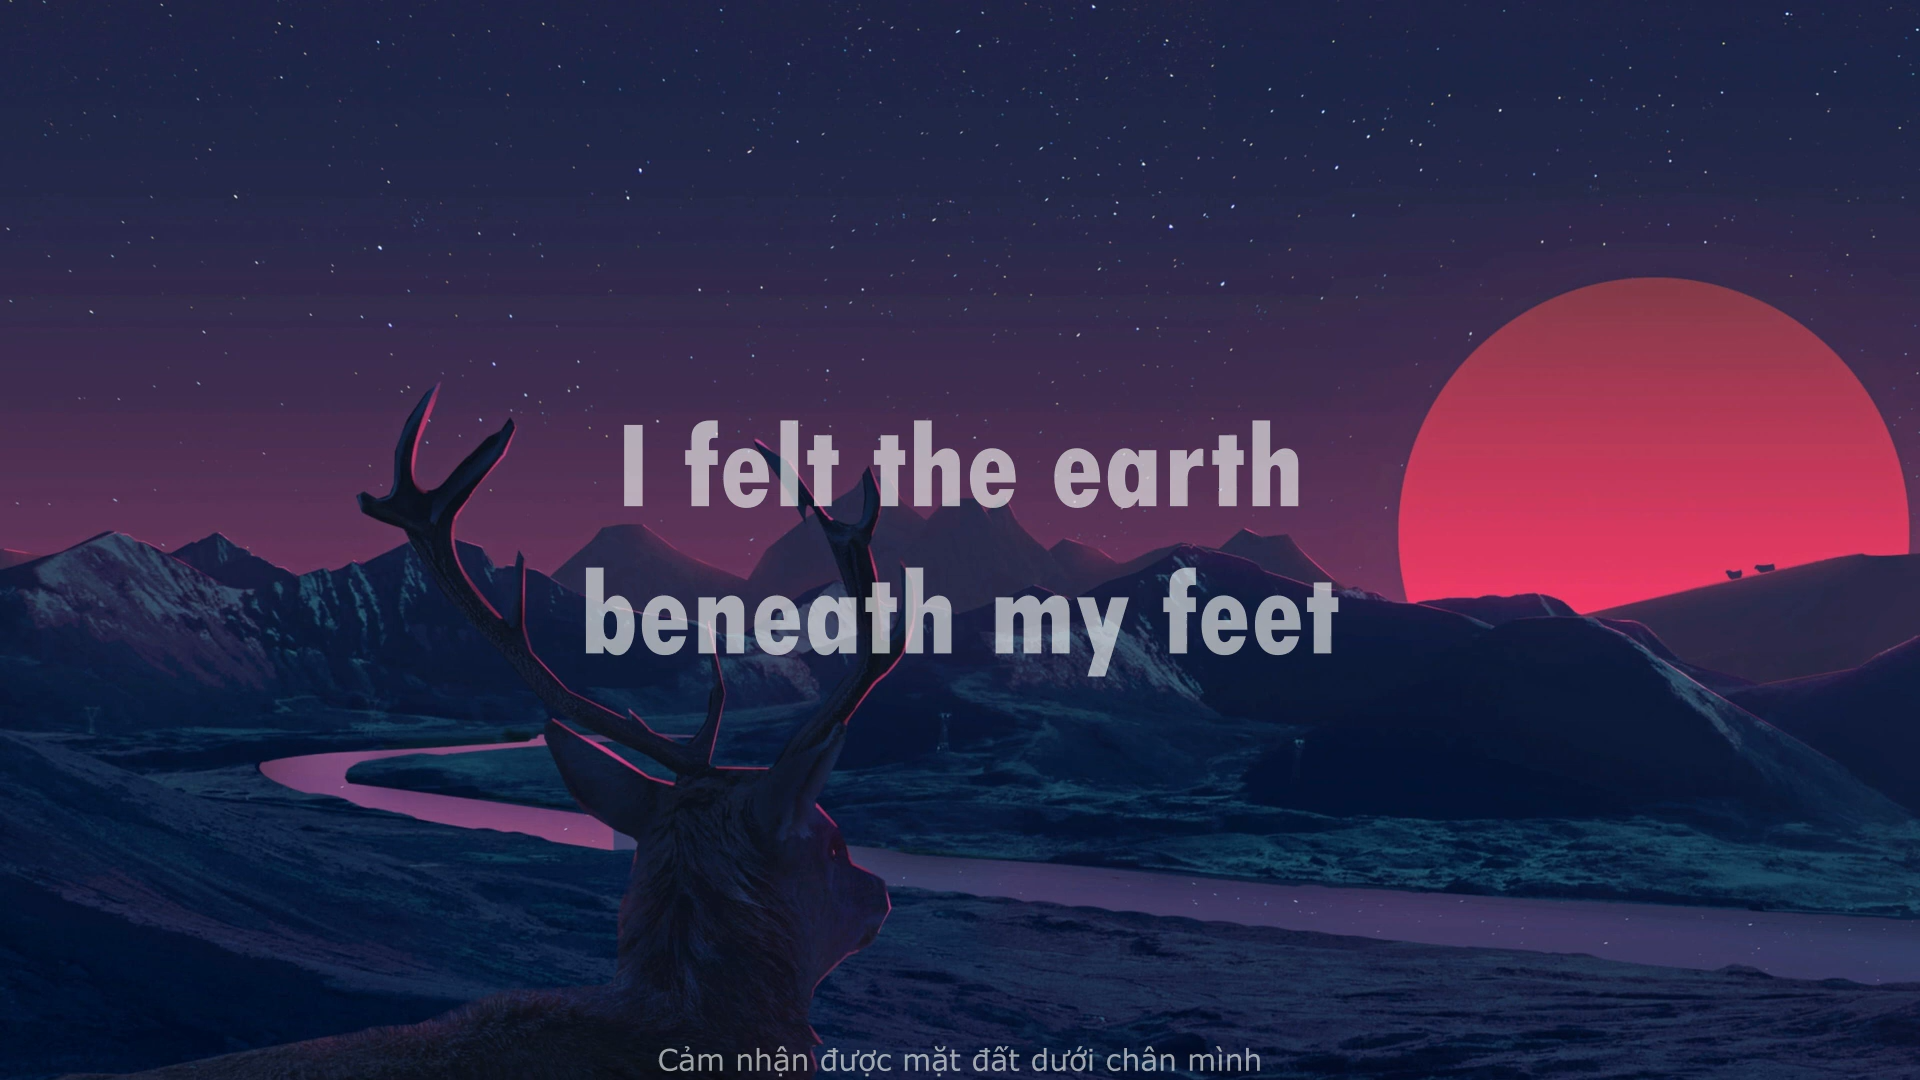 I felt the earth
beneath my feet
Cảm nhận được mặt đất dưới chân mình